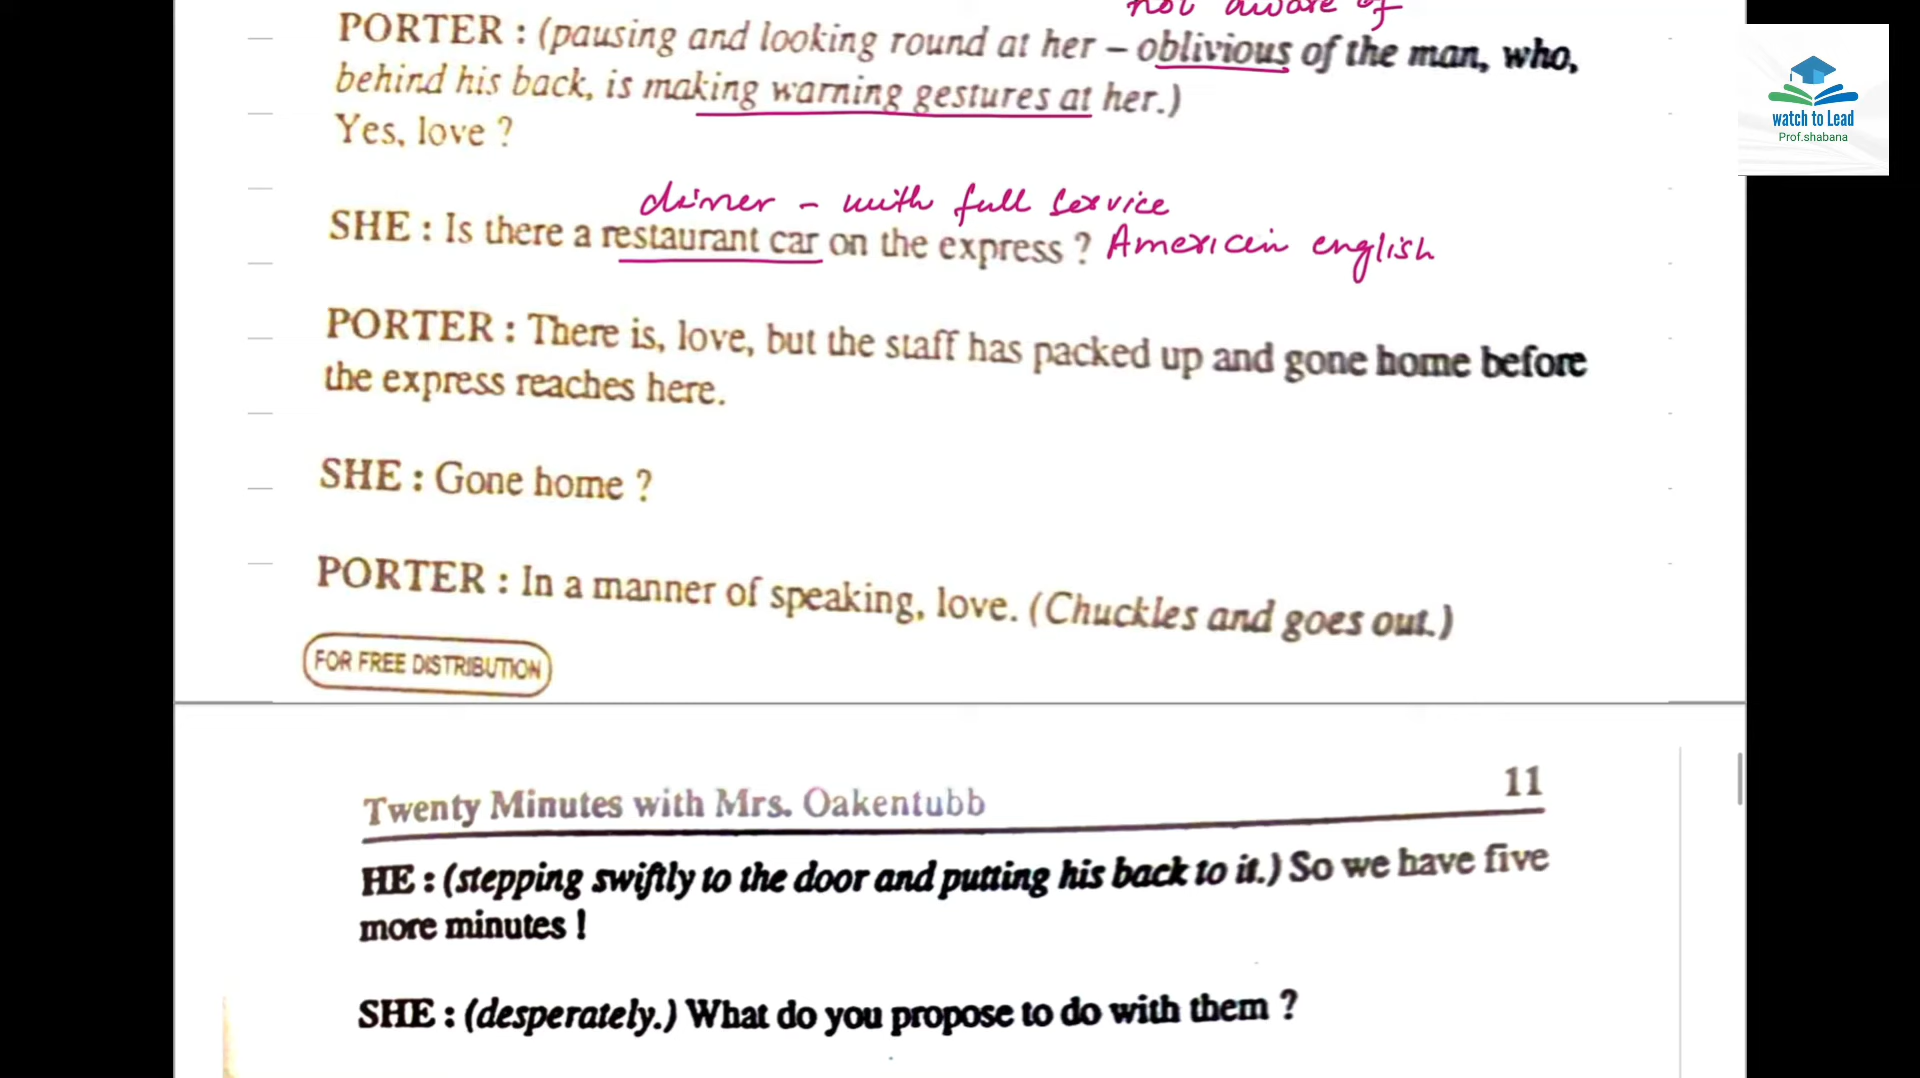 not aware of
PORTER : (pausing and looking round at her – oblivious of the man, who,
behind his back, is making warning gestures at her.)
Yes, love ?
watch to Lead
Prof.shabana
dinner - with full service
SHE : Is there a restaurant car on the express ? American english
PORTER : There is, love, but the staff has packed up and gone home before
the express reaches here.
SHE : Gone home ?
PORTER : In a manner of speaking, love. (Chuckles and goes out.)
FOR FREE DISTRIBUTION
Twenty Minutes with Mrs. Oakentubb 11
HE : (stepping swiftly to the door and putting his back to it.) So we have five
more minutes !
SHE : (desperately.) What do you propose to do with them ?